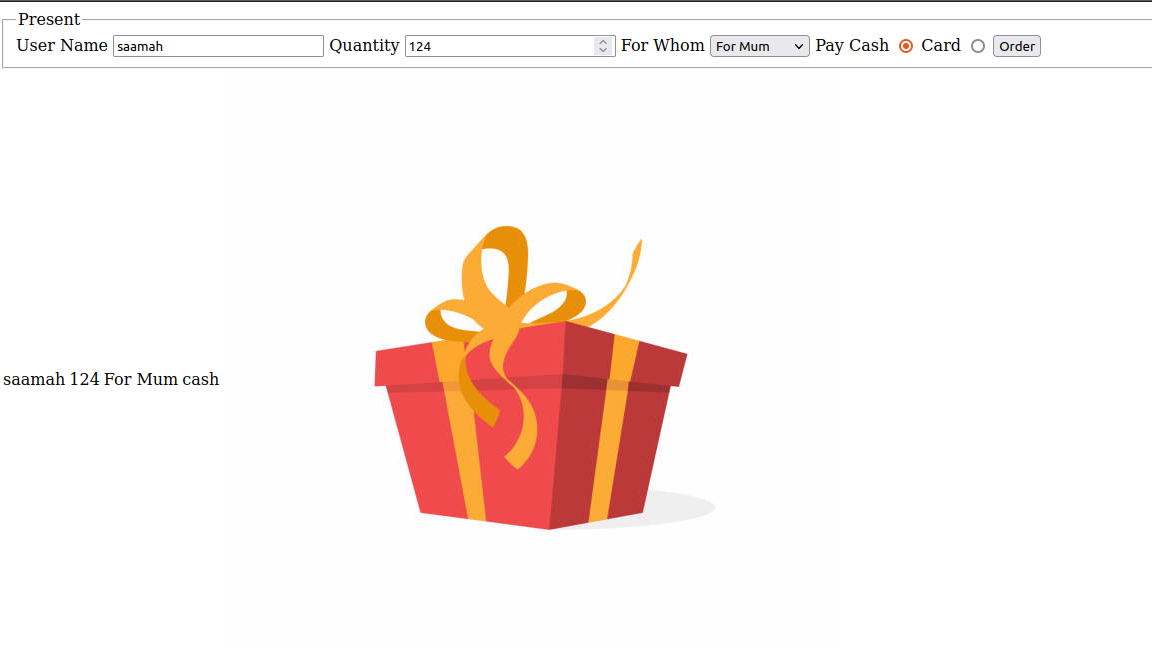 Present
User Name saamah Quantity 124 For Whom For Mum Pay Cash Card Order
saamah 124 For Mum cash